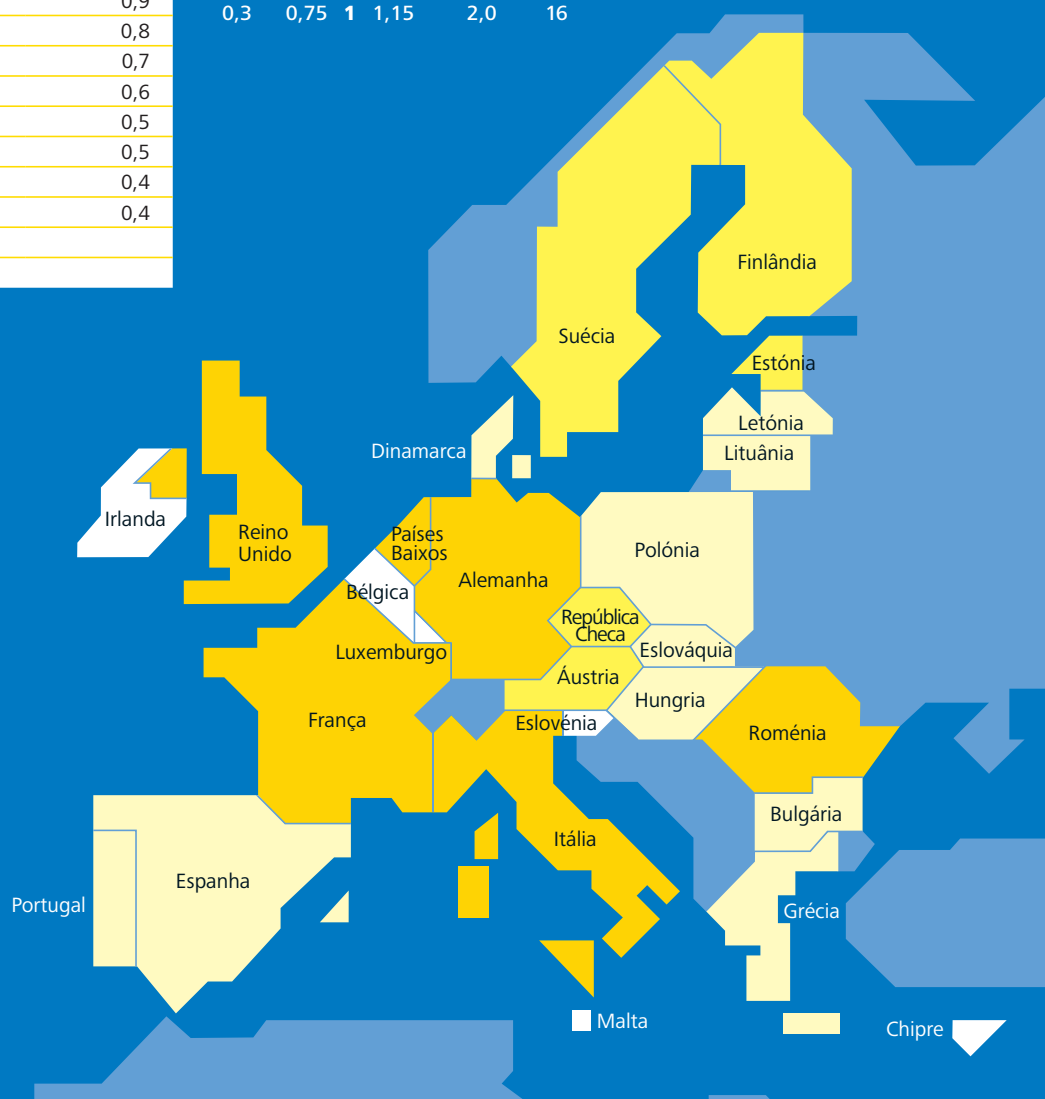 0,9
0,8
0,7
0,6
0,5
0,5
0,4
0,4
0,3 0,75 1 1,15 2,0 16
Finlândia
Suécia
Estónia
Letónia
Dinamarca
Lituânia
Irlanda
Reino
Unido
Países
Baixos
Polónia
Alemanha
Bélgica
República
Checa
Luxemburgo
Eslováquia
Áustria
Hungria
França
Eslovénia
Roménia
Bulgária
Itália
Espanha
Portugal
Grécia
Malta
Chipre